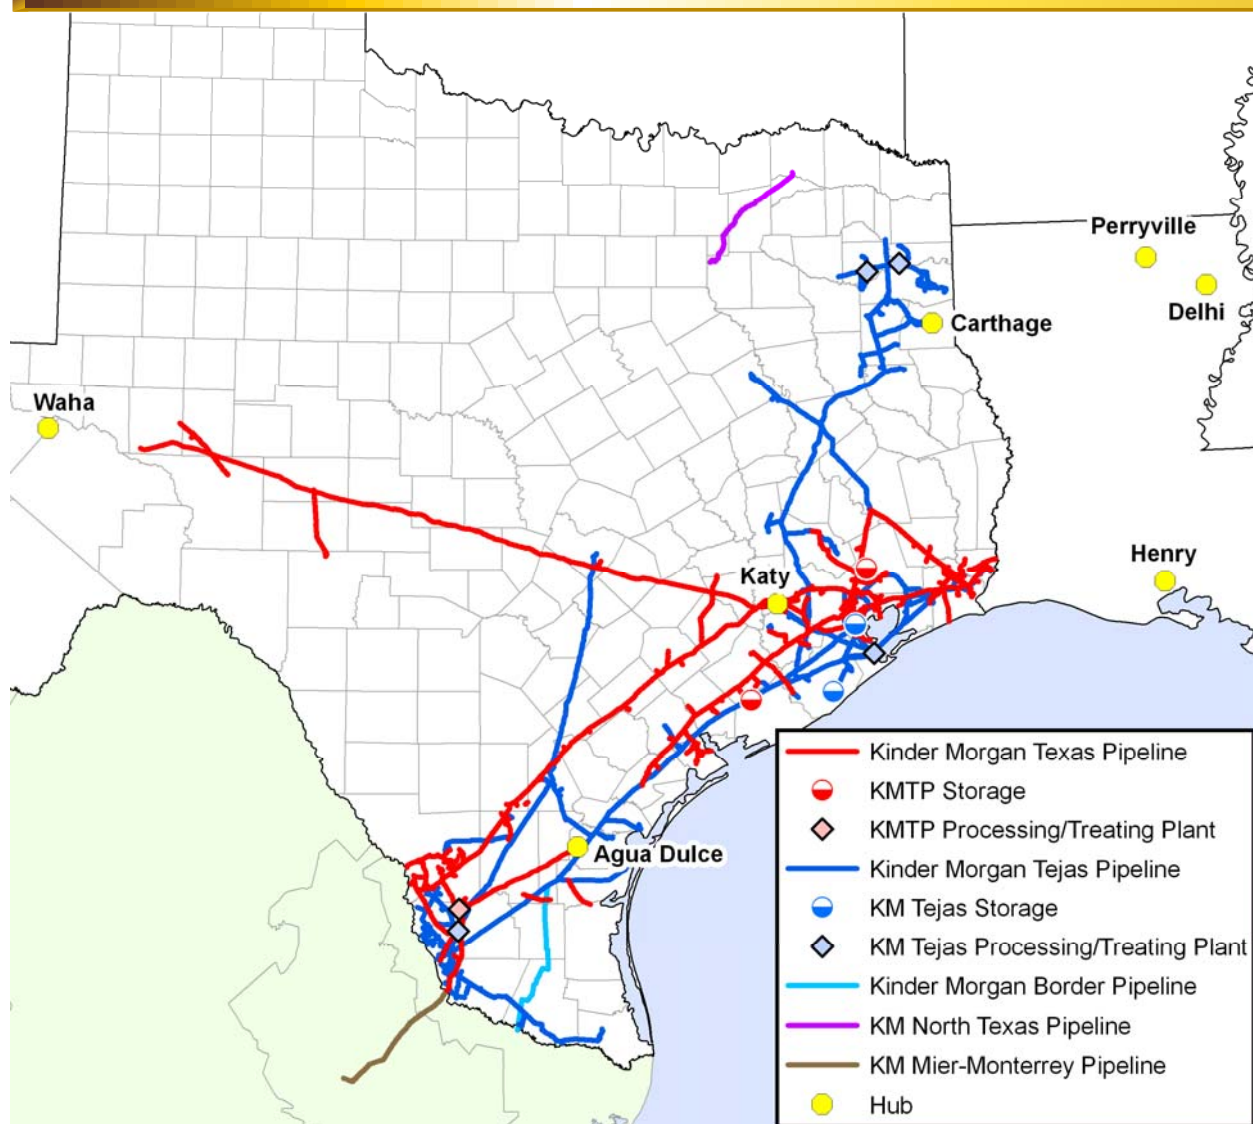 Perryville
Delhi
Carthage
Waha
Henry
Katy
Agua Dulce
Kinder Morgan Texas Pipeline
KMTP Storage
KMTP Processing/Treating Plant
Kinder Morgan Tejas Pipeline
KM Tejas Storage
KM Tejas Processing/Treating Plant
Kinder Morgan Border Pipeline
KM North Texas Pipeline
KM Mier-Monterrey Pipeline
Hub